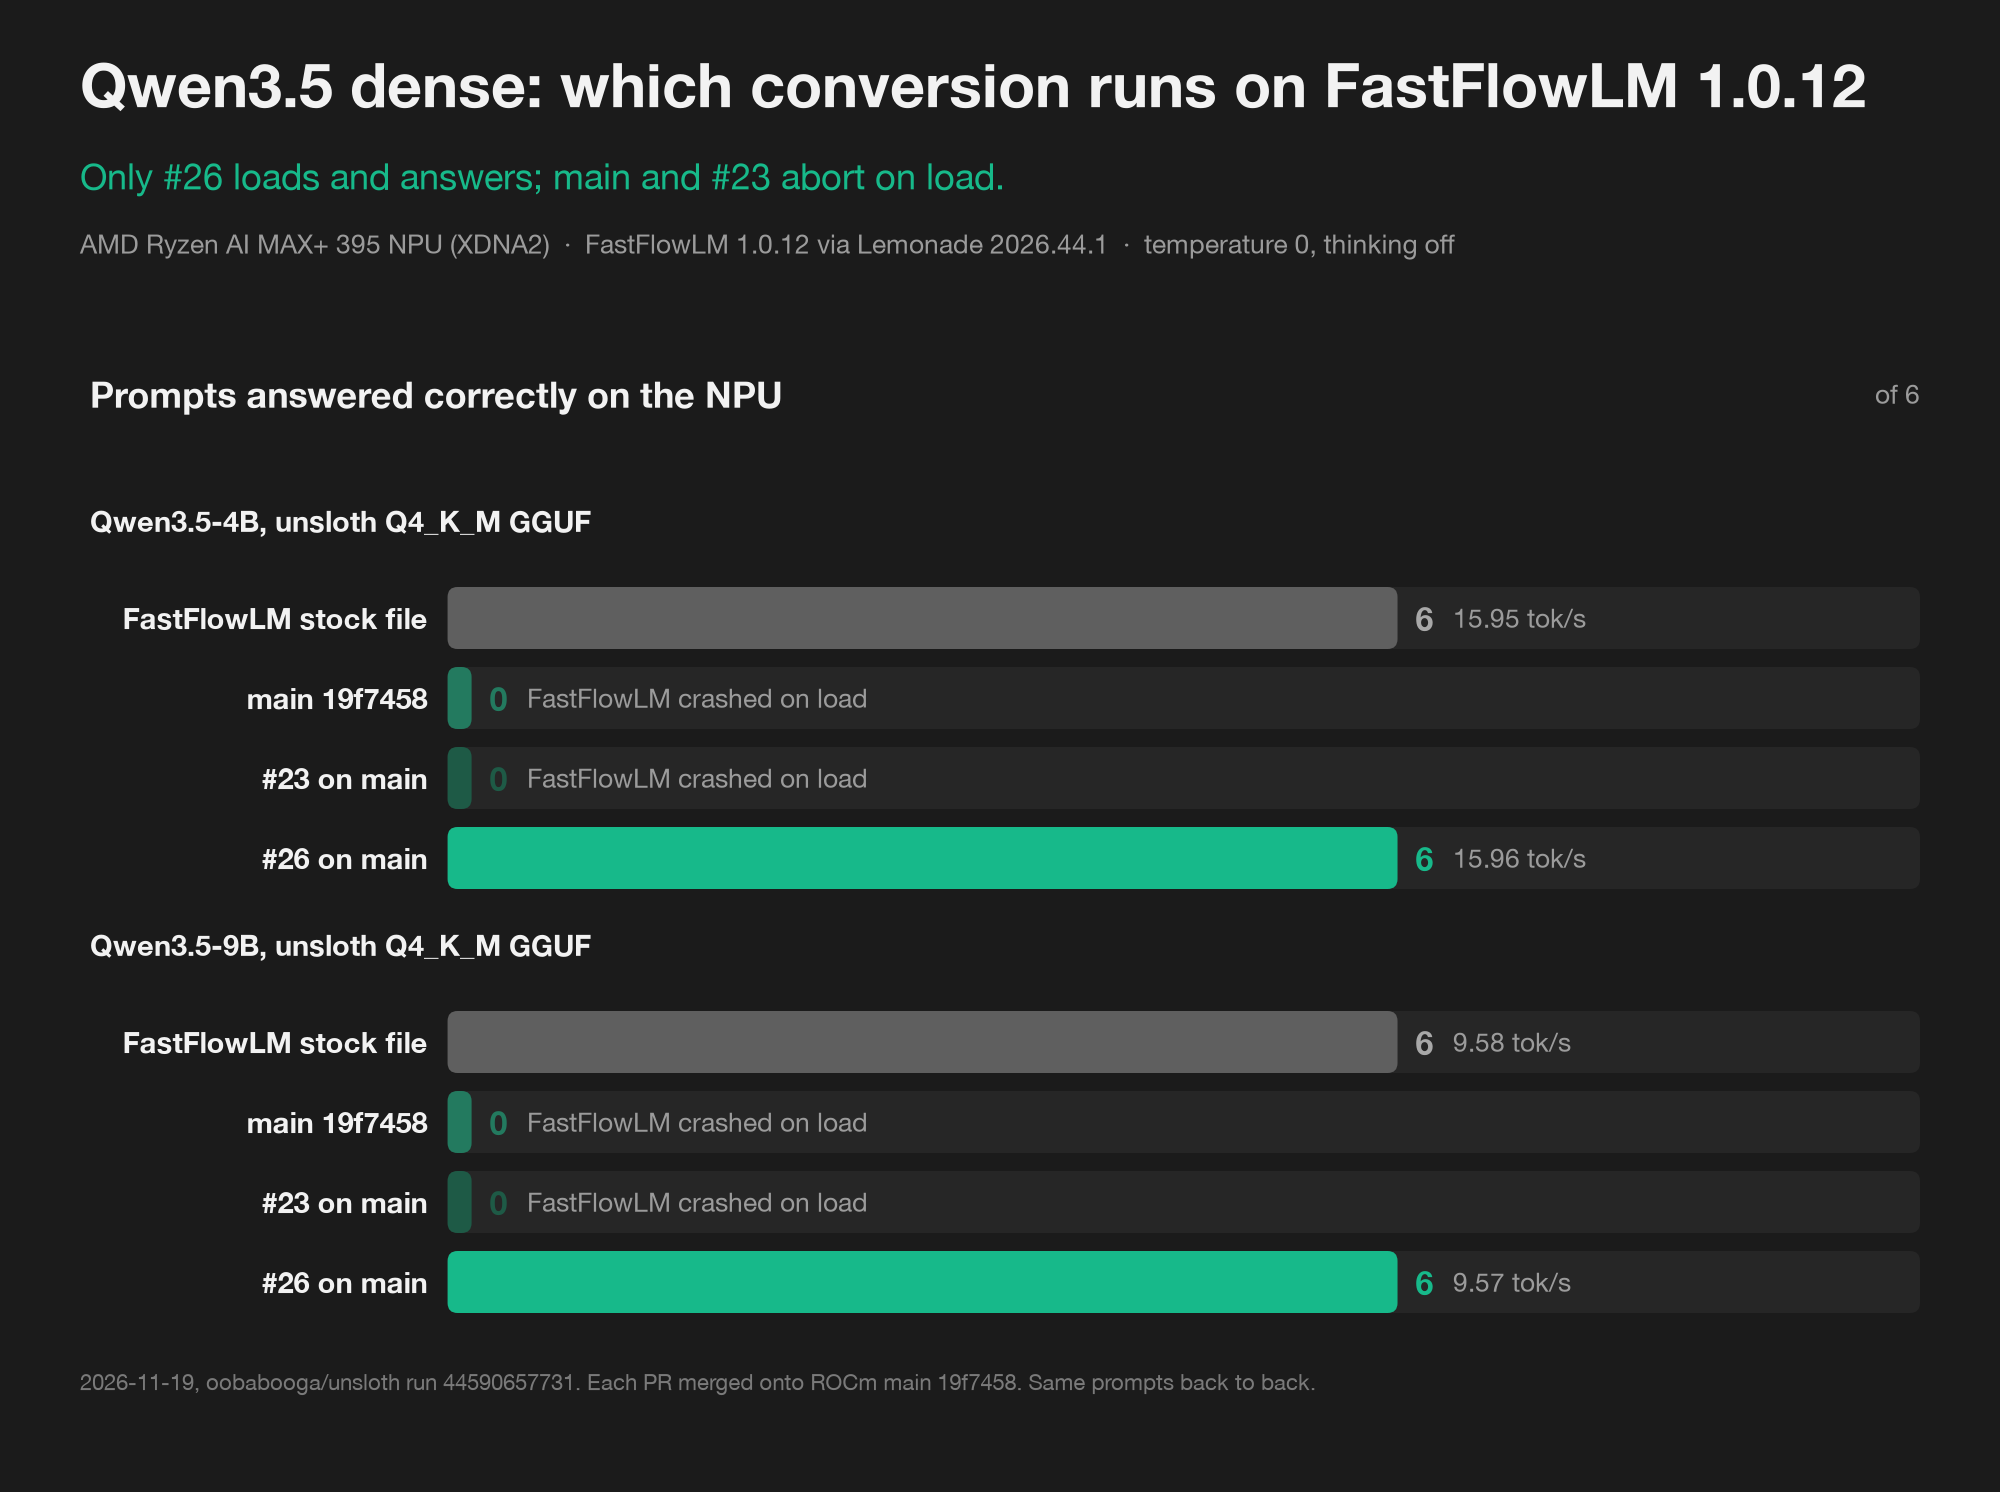 Qwen3.5 dense: which conversion runs on FastFlowLM 1.0.12
Only #26 loads and answers; main and #23 abort on load.
AMD Ryzen AI MAX+ 395 NPU (XDNA2) · FastFlowLM 1.0.12 via Lemonade 2026.44.1 · temperature 0, thinking off
Prompts answered correctly on the NPU of 6
Qwen3.5-4B, unsloth Q4_K_M GGUF
FastFlowLM stock file 6 15.95 tok/s
main 19f7458 0 FastFlowLM crashed on load
#23 on main 0 FastFlowLM crashed on load
#26 on main 6 15.96 tok/s
Qwen3.5-9B, unsloth Q4_K_M GGUF
FastFlowLM stock file 6 9.58 tok/s
main 19f7458 0 FastFlowLM crashed on load
#23 on main 0 FastFlowLM crashed on load
#26 on main 6 9.57 tok/s
2026-11-19, oobabooga/unsloth run 44590657731. Each PR merged onto ROCm main 19f7458. Same prompts back to back.